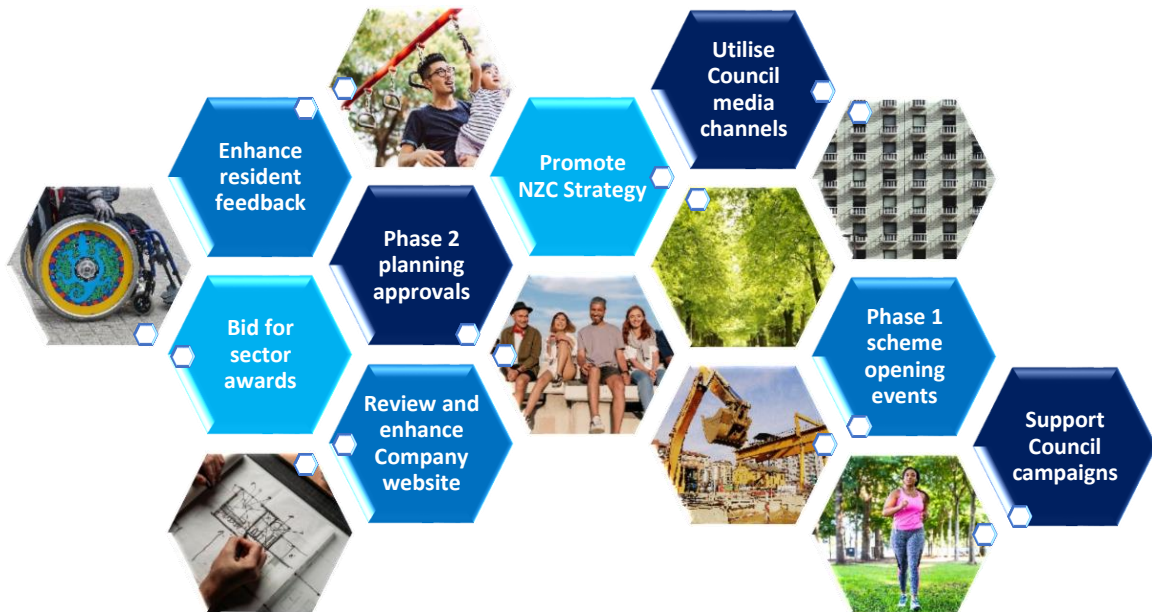 Utilise
Council
media
channels
Enhance
resident
feedback
Promote
NZC Strategy
Phase 2
planning
approvals
Bid for
sector
awards
Phase 1
scheme
opening
events
Review and
enhance
Company
website
Support
Council
campaigns